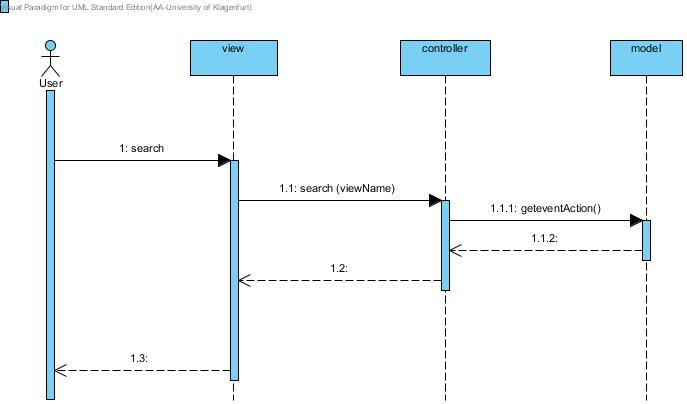 Visual Paradigm for UML Standard Edition(AA-University of Klagenfurt)
User
view
controller
model
1: search
1.1: search (viewName)
1.1.1: geteventAction()
1.1.2:
1.2:
1.3: